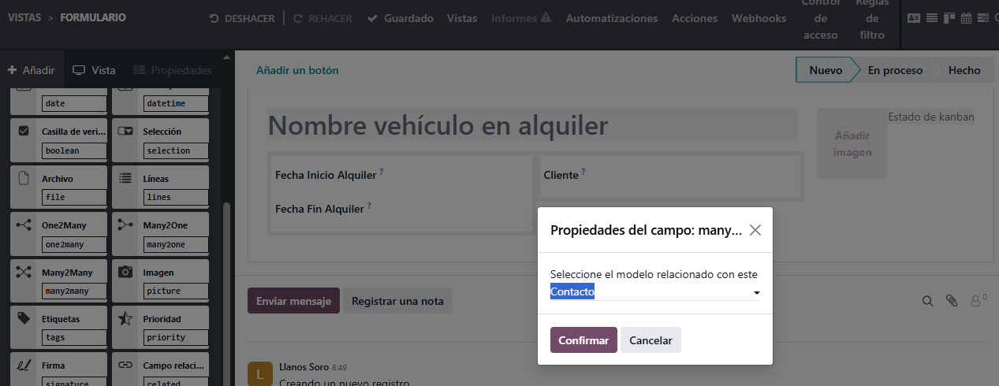 VISTAS > FORMULARIO
DESHACER
REHACER
Guardado
Vistas
Informes
Automatizaciones
Acciones
Webhooks
Control de acceso
Reglas de filtro
Añadir
Vista
Propiedades
date
datetime
Casilla de veri...
boolean
Selección
selection
Archivo
file
Líneas
lines
One2Many
one2many
Many2One
many2one
Many2Many
many2many
Imagen
picture
Etiquetas
tags
Prioridad
priority
Firma
signature
Campo relaci...
related
Añadir un botón
Nuevo
En proceso
Hecho
Nombre vehículo en alquiler
Añadir imagen
Estado de kanban
Fecha Inicio Alquiler ?
Cliente ?
Fecha Fin Alquiler ?
Propiedades del campo: many...
Seleccione el modelo relacionado con este
Contacto
Confirmar
Cancelar
Enviar mensaje
Registrar una nota
0
L
Llanos Soro 8:49
Creando un nuevo registro